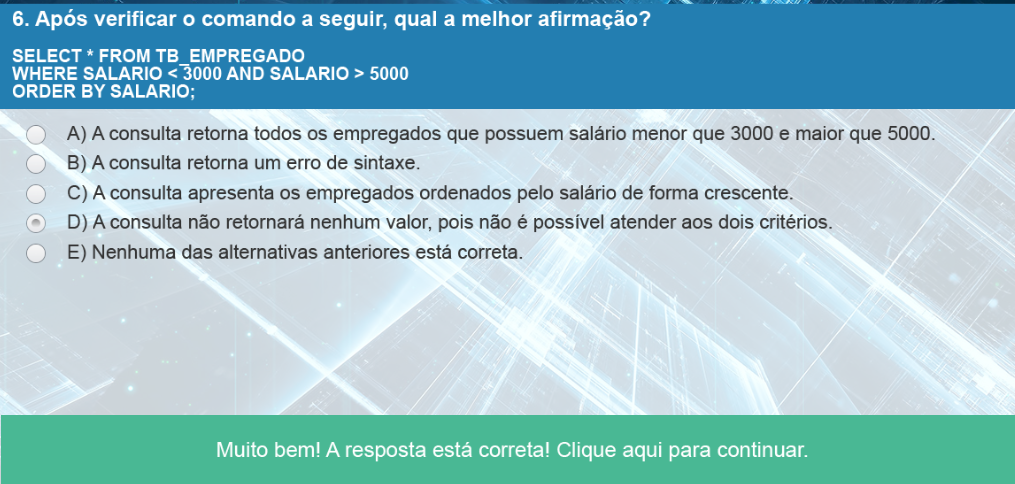 6. Após verificar o comando a seguir, qual a melhor afirmação?
SELECT * FROM TB_EMPREGADO
WHERE SALARIO < 3000 AND SALARIO > 5000
ORDER BY SALARIO;
A) A consulta retorna todos os empregados que possuem salário menor que 3000 e maior que 5000.
B) A consulta retorna um erro de sintaxe.
C) A consulta apresenta os empregados ordenados pelo salário de forma crescente.
D) A consulta não retornará nenhum valor, pois não é possível atender aos dois critérios.
E) Nenhuma das alternativas anteriores está correta.
Muito bem! A resposta está correta! Clique aqui para continuar.